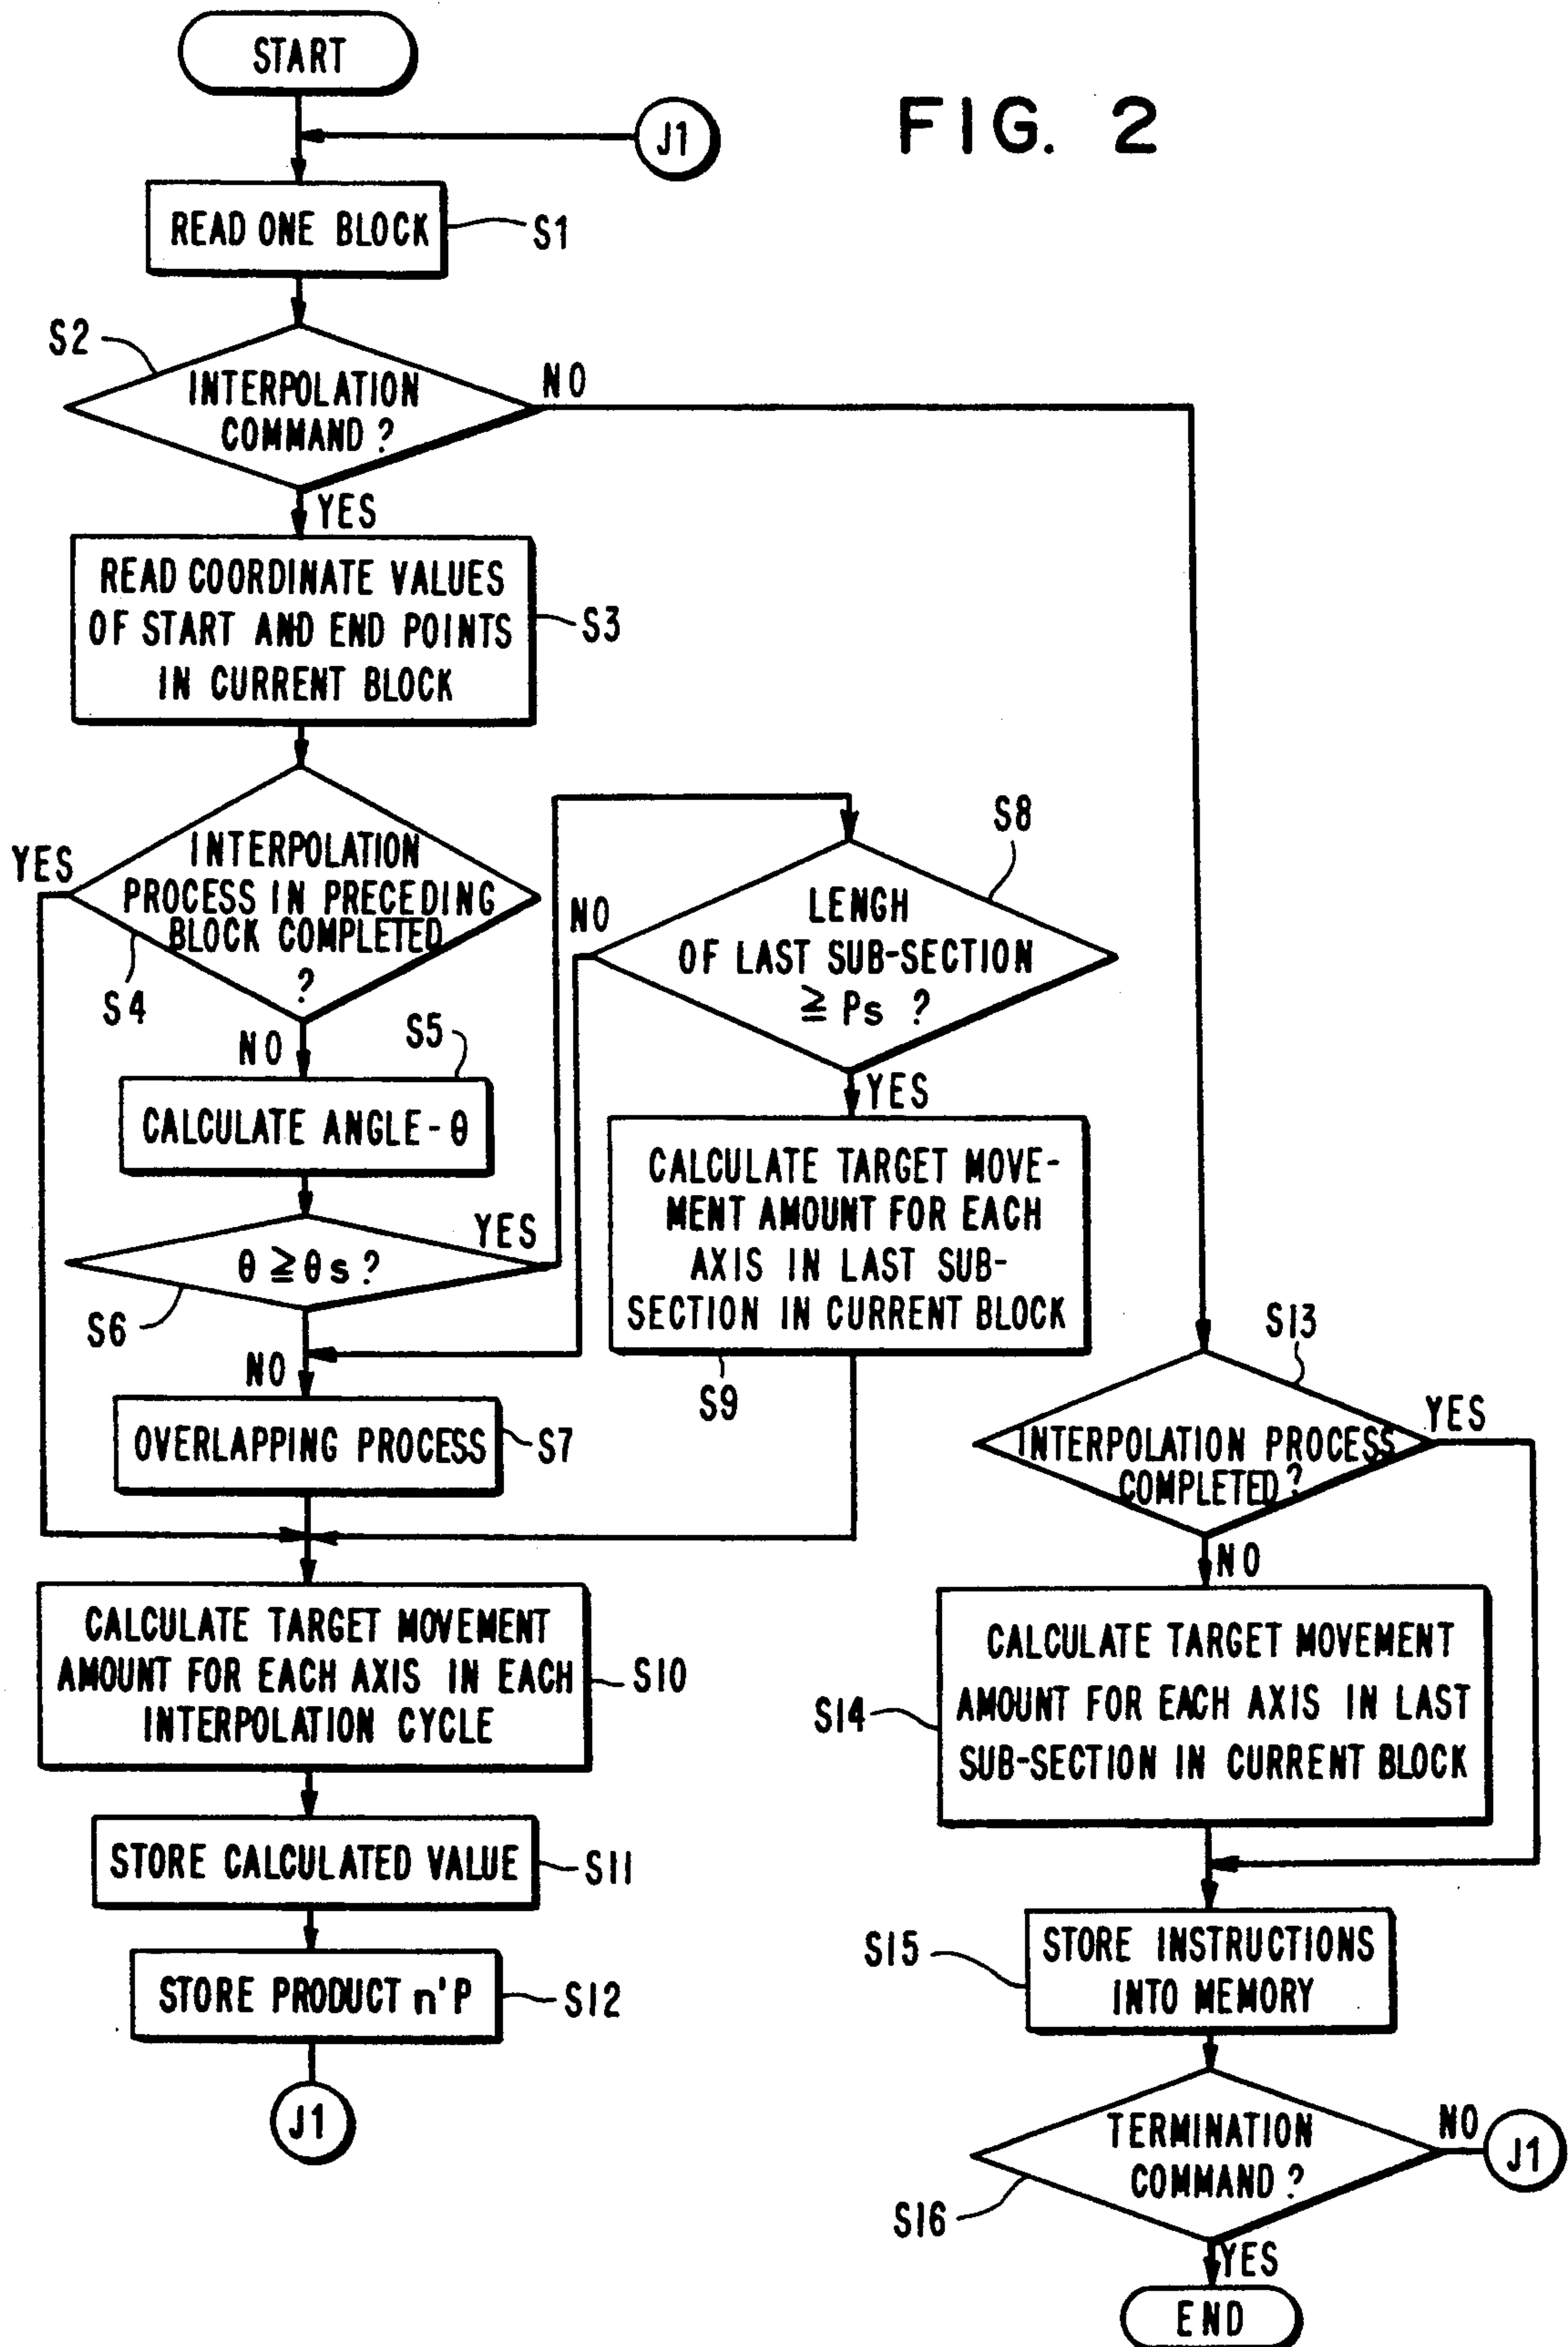 START
J1
FIG. 2
READ ONE BLOCK
S1
S2
INTERPOLATION
COMMAND ?
NO
YES
READ COORDINATE VALUES
OF START AND END POINTS
IN CURRENT BLOCK
S3
YES
INTERPOLATION
PROCESS IN PRECEDING
BLOCK COMPLETED
?
S4
NO
S5
CALCULATE ANGLE-θ
θ ≧ θs ?
YES
S6
NO
OVERLAPPING PROCESS
S7
S8
NO
LENGH
OF LAST SUB-SECTION
≧ Ps ?
YES
CALCULATE TARGET MOVE-
MENT AMOUNT FOR EACH
AXIS IN LAST SUB-
SECTION IN CURRENT BLOCK
S9
CALCULATE TARGET MOVEMENT
AMOUNT FOR EACH AXIS IN EACH
INTERPOLATION CYCLE
S10
STORE CALCULATED VALUE
S11
STORE PRODUCT n'P
S12
J1
S13
INTERPOLATION PROCESS
COMPLETED ?
YES
NO
CALCULATE TARGET MOVEMENT
AMOUNT FOR EACH AXIS IN LAST
SUB-SECTION IN CURRENT BLOCK
S14
STORE INSTRUCTIONS
INTO MEMORY
S15
TERMINATION
COMMAND ?
NO
J1
S16
YES
END